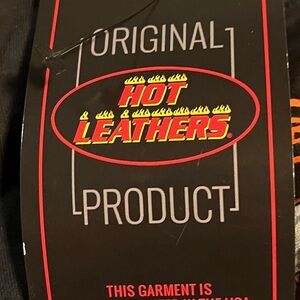 ORIGINAL
HOT
LEATHERS®
PRODUCT
THIS GARMENT IS